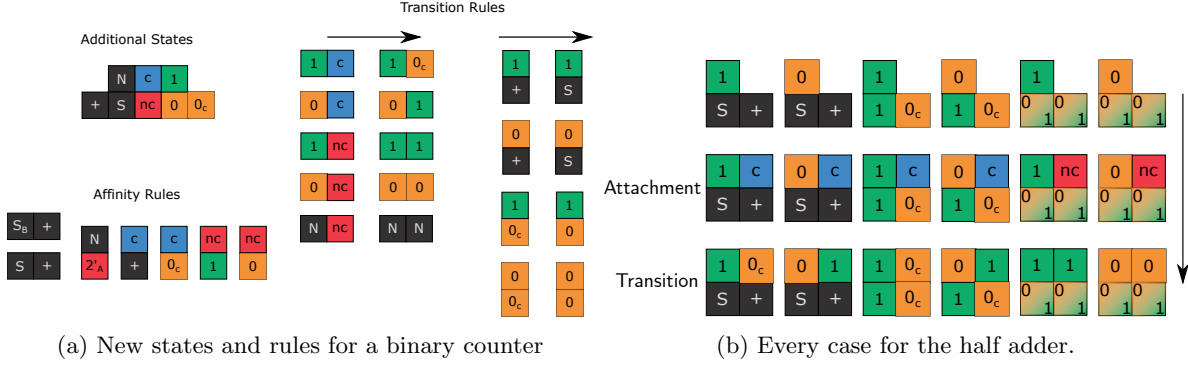 Transition Rules
Additional States
N c 1
+ S nc 0 0c
1 c 1 0c
0 c 0 1
1 nc 1 1
0 nc 0 0
N nc N N
1 1
+ S
0 0
+ S
1 1
0c 0
0 0
0c 0
Affinity Rules
SB +
S +
N c c nc nc
2'A + 0c 1 0
(a) New states and rules for a binary counter
1 0 1 0 1 0
S + S + 1 0c 1 0c 0 1 0 1 0 1 0 1
Attachment
1 c 0 c 1 c 0 c 1 nc 0 nc
S + S + 1 0c 1 0c 0 1 0 1 0 1 0 1
Transition
1 0c 0 1 1 0c 0 1 1 1 0 0
S + S + 1 0c 1 0c 0 1 0 1 0 1 0 1
(b) Every case for the half adder.